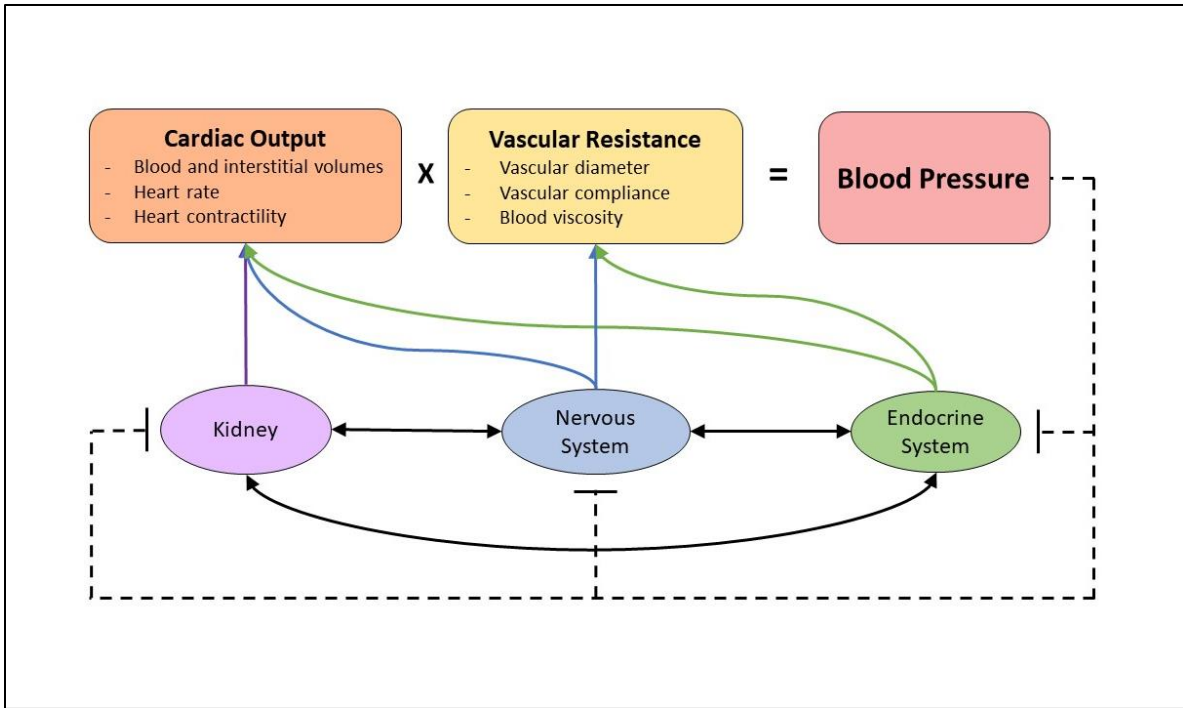 Cardiac Output
- Blood and interstitial volumes
- Heart rate
- Heart contractility
X
Vascular Resistance
- Vascular diameter
- Vascular compliance
- Blood viscosity
=
Blood Pressure
Kidney
Nervous
System
Endocrine
System